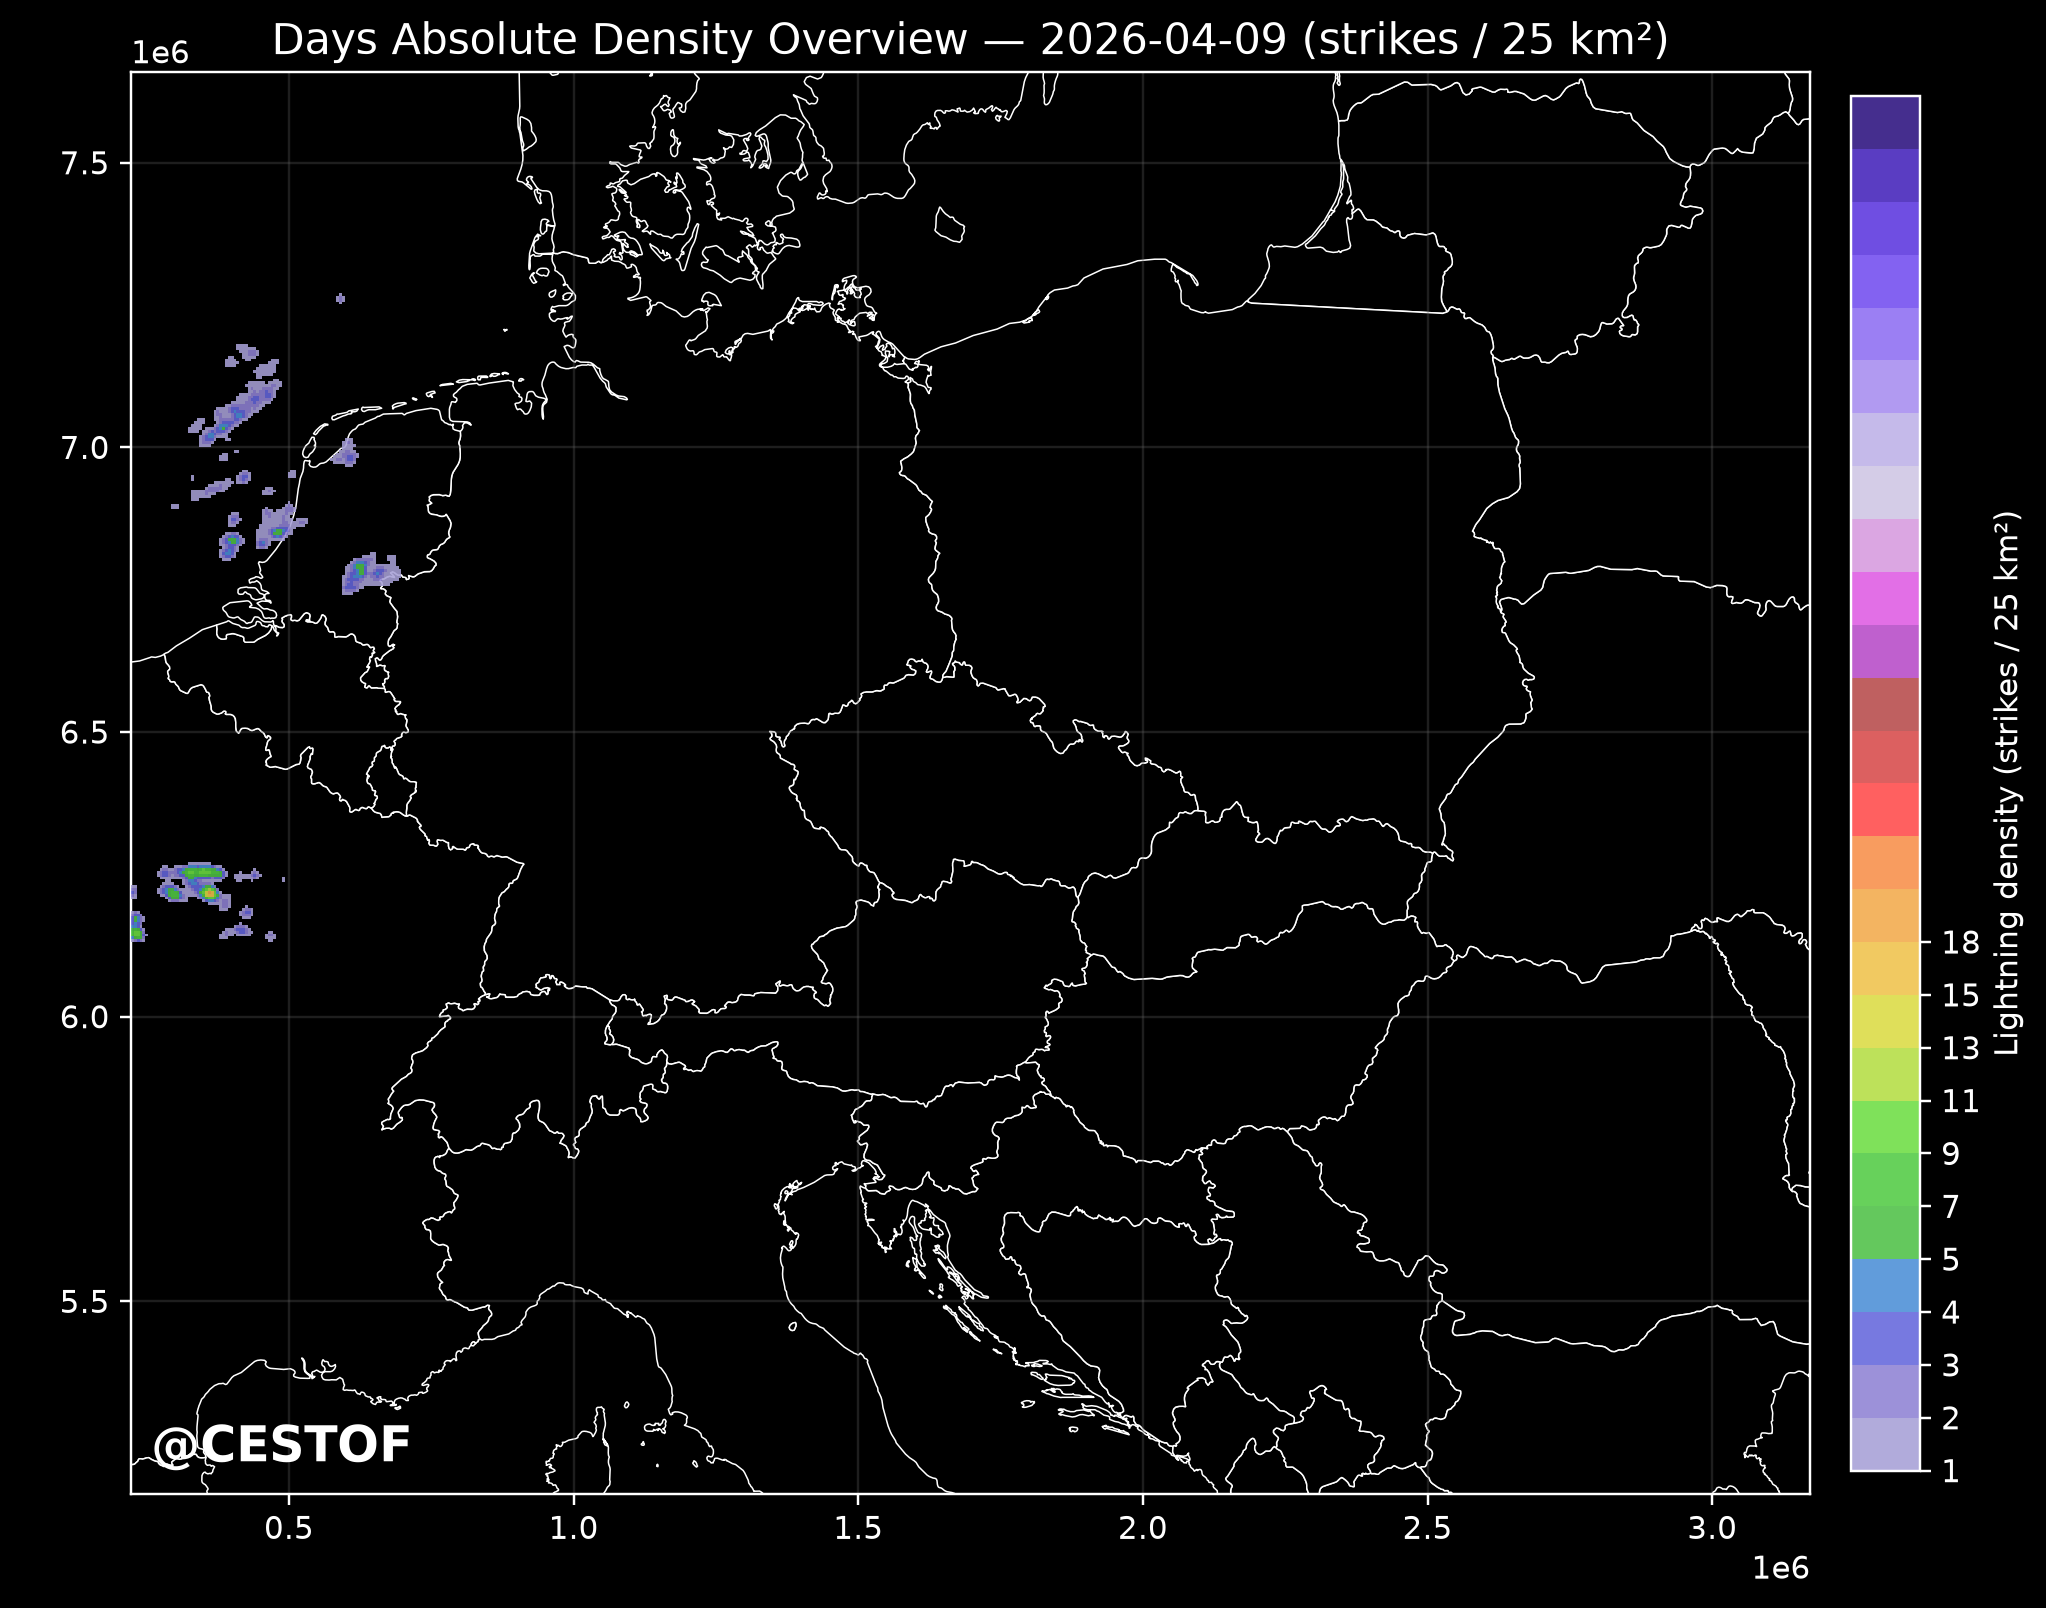 Days Absolute Density Overview — 2026-04-09 (strikes / 25 km²)
1e6
7.5
7.0
6.5
6.0
5.5
0.5 1.0 1.5 2.0 2.5 3.0
1e6
@CESTOF
18
15
13
11
9
7
5
4
3
2
1
Lightning density (strikes / 25 km²)